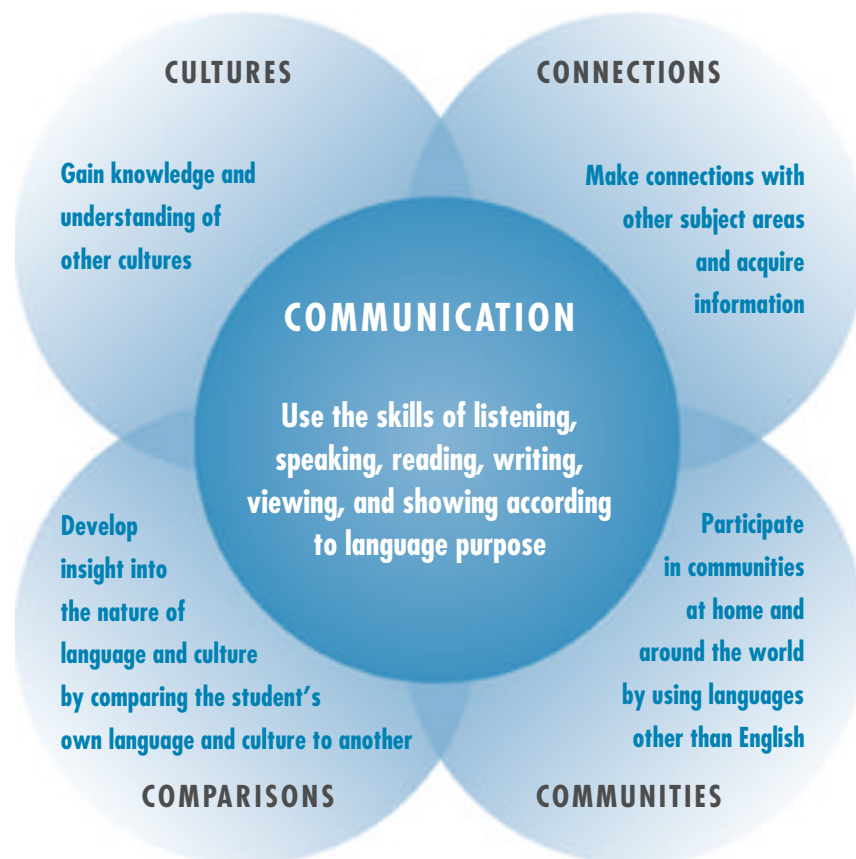 CULTURES
Gain knowledge and
understanding of
other cultures
CONNECTIONS
Make connections with
other subject areas
and acquire
information
COMMUNICATION
Use the skills of listening,
speaking, reading, writing,
viewing, and showing according
to language purpose
Develop
insight into
the nature of
language and culture
by comparing the student's
own language and culture to another
COMPARISONS
Participate
in communities
at home and
around the world
by using languages
other than English
COMMUNITIES